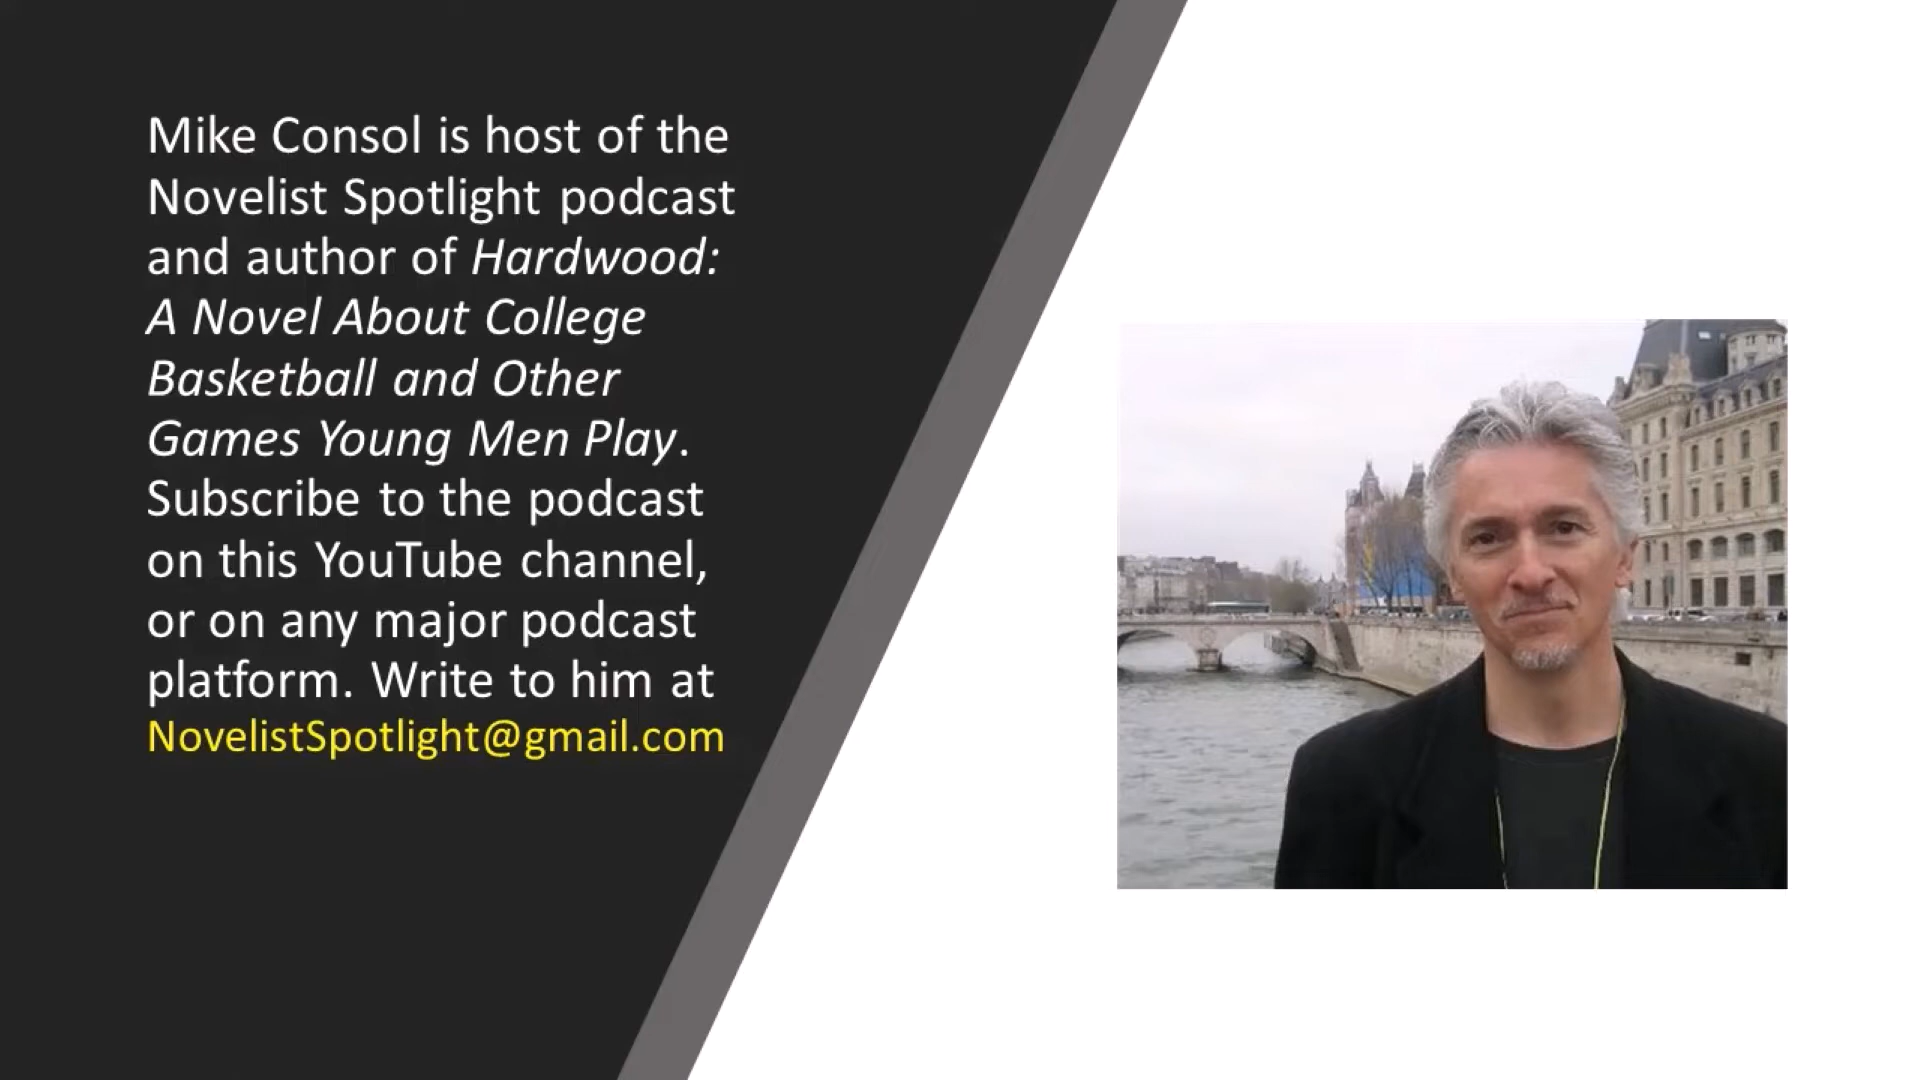 Mike Consol is host of the
Novelist Spotlight podcast
and author of Hardwood:
A Novel About College
Basketball and Other
Games Young Men Play.
Subscribe to the podcast
on this YouTube channel,
or on any major podcast
platform. Write to him at
NovelistSpotlight@gmail.com